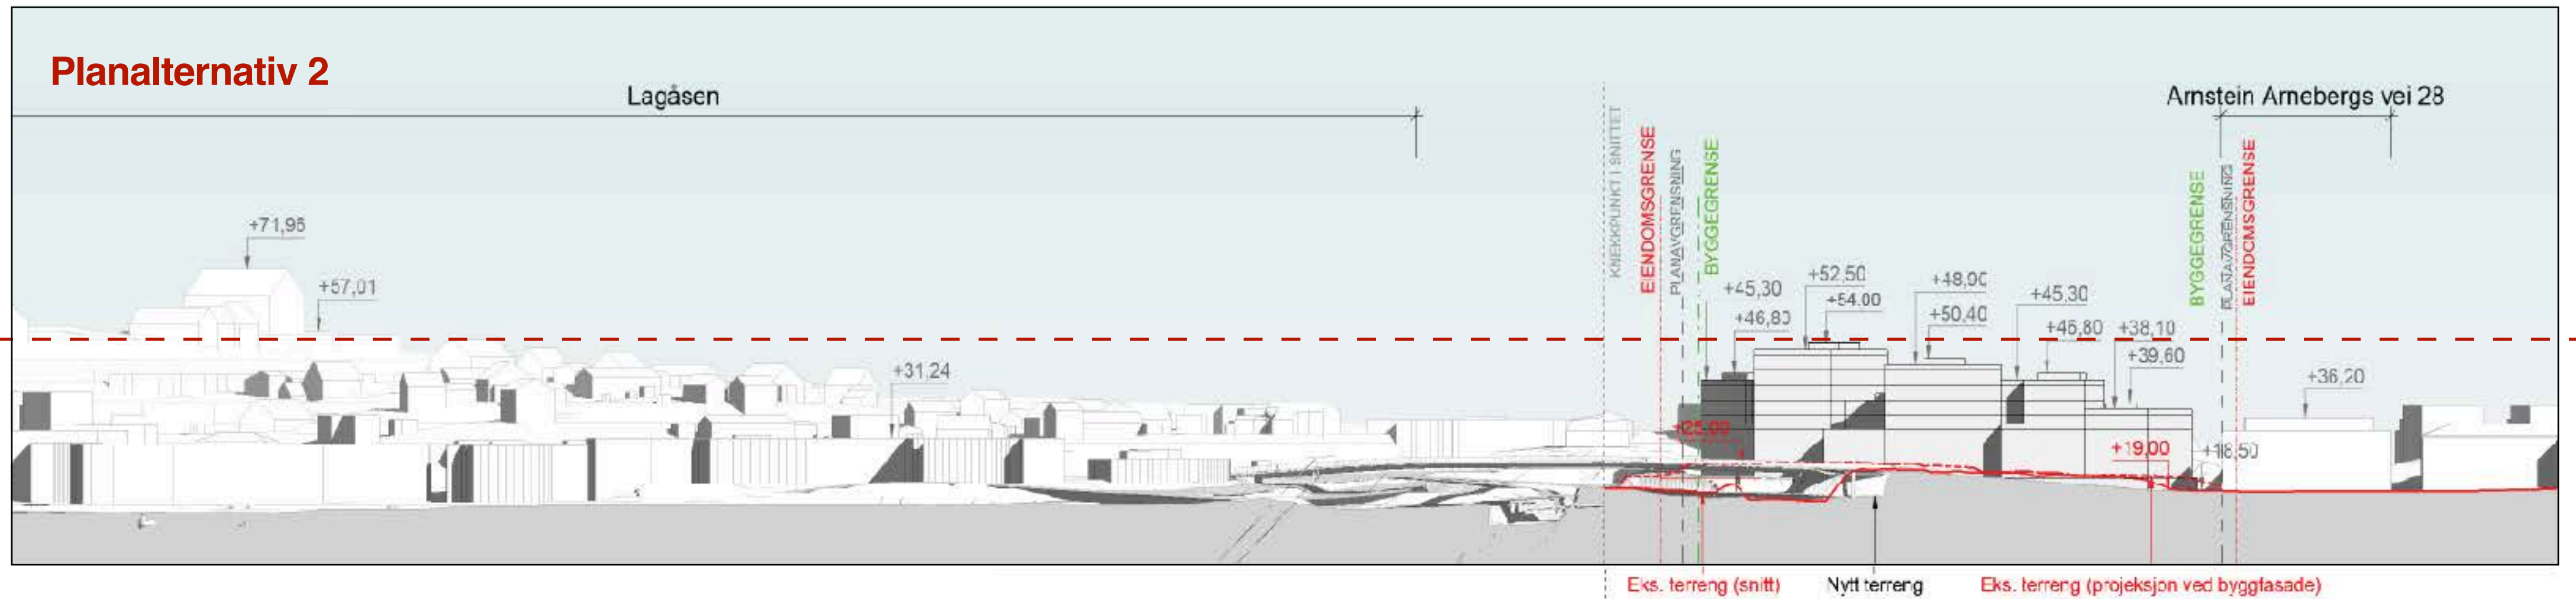 Planalternativ 2
Lagåsen
Arnstein Arnebergs vei 28
KNEKKPUNKT I SNITTET
EIENDOMSGRENSE
PLANAVGRENSNING
BYGGEGRENSE
BYGGEGRENSE
PLANAVGRENSNING
EIENDOMSGRENSE
+71,95
+57,01
+31,24
+45,30
+46,80
+52,50
+54,00
+48,90
+50,40
+45,30
+46,80
+38,10
+39,60
+36,20
+25,00
+19,00
+18,50
Eks. terreng (snitt)
Nytt terreng
Eks. terreng (projeksjon ved byggfasade)